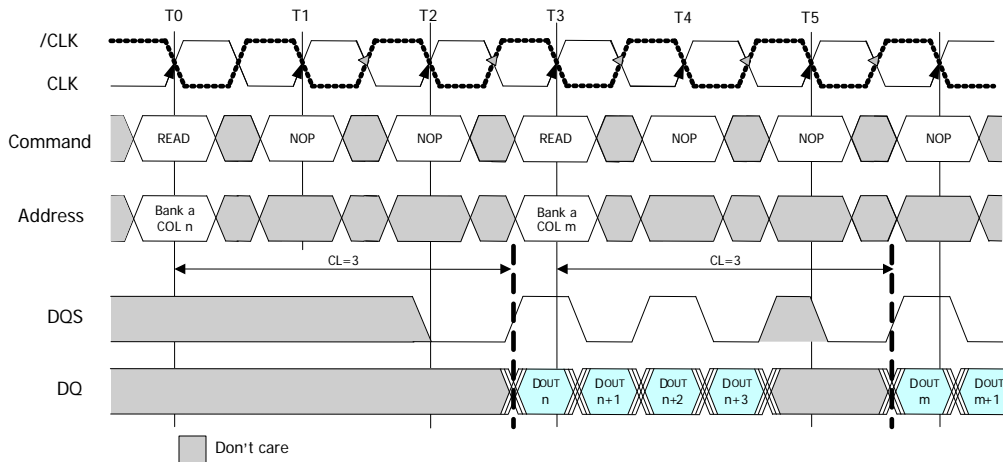 T0 T1 T2 T3 T4 T5
/CLK
CLK
Command READ NOP NOP READ NOP NOP NOP
Address Bank a COL n Bank a COL m
CL=3 CL=3
DQS
DQ DOUT n DOUT n+1 DOUT n+2 DOUT n+3 DOUT m DOUT m+1
Don't care